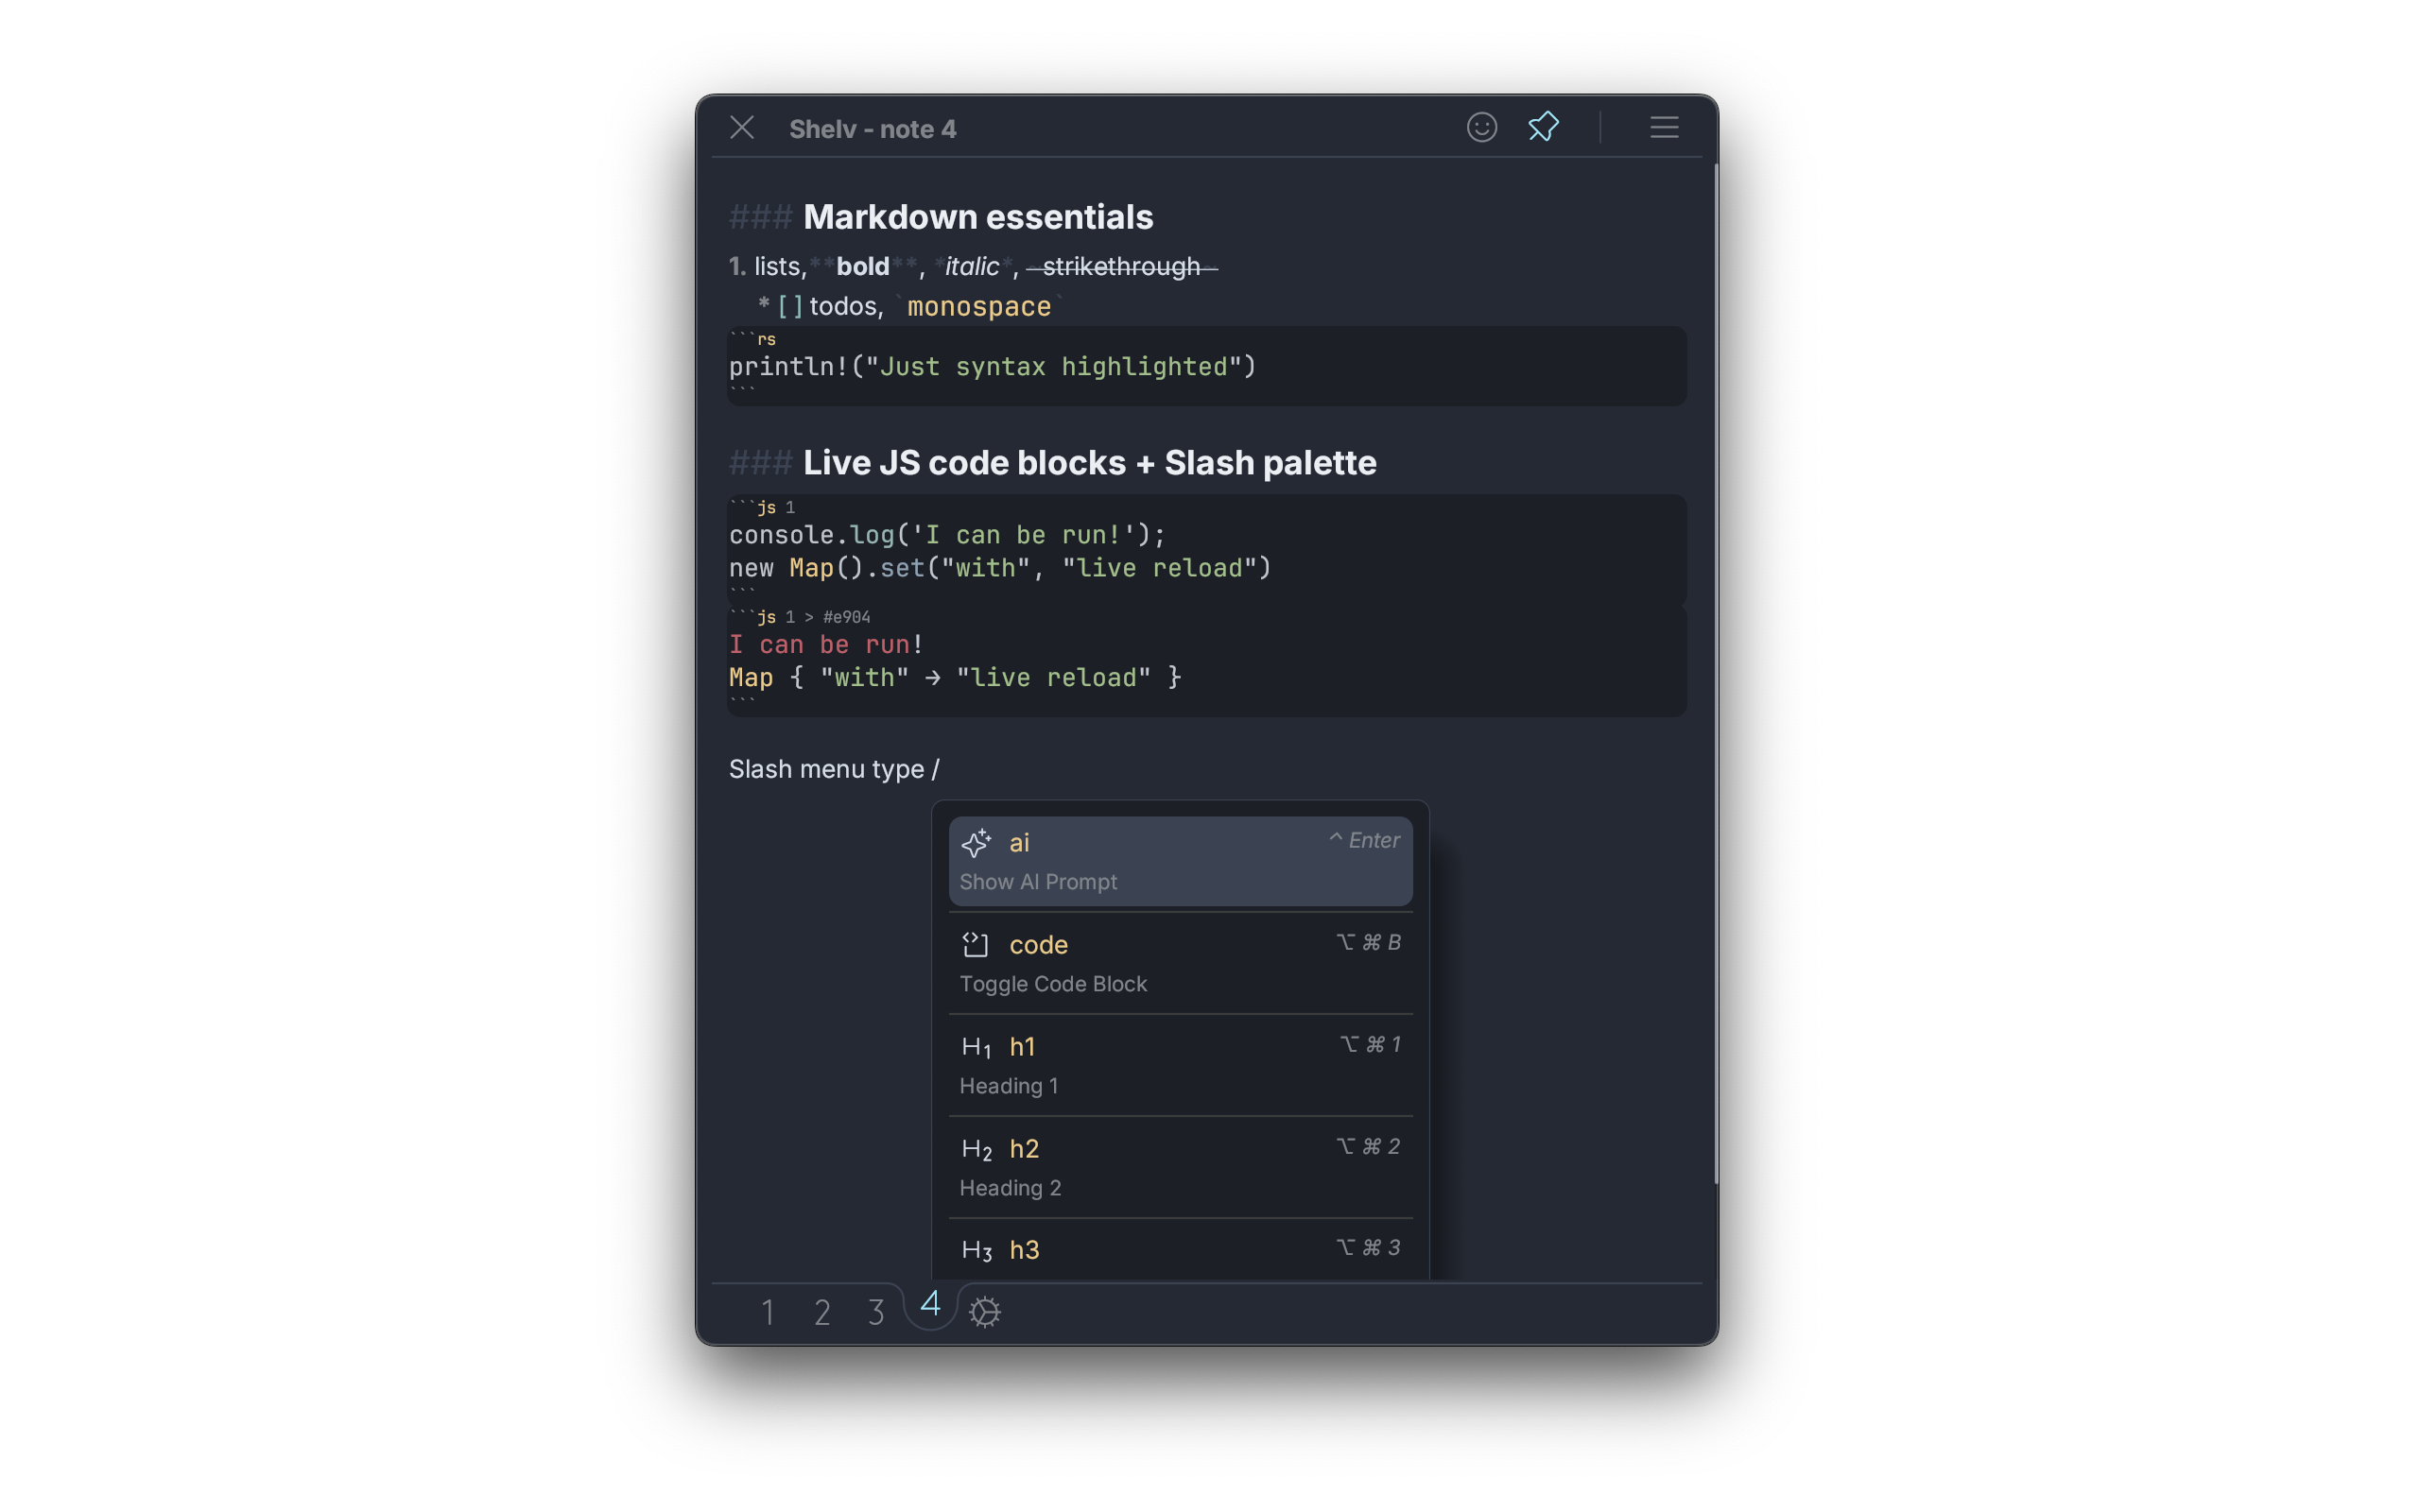 Shelv - note 4
### Markdown essentials
1. lists, **bold**, *italic*, ~strikethrough~
* [ ] todos, `monospace`
```rs
println!("Just syntax highlighted")
```
### Live JS code blocks + Slash palette
```js 1
console.log('I can be run!');
new Map().set("with", "live reload")
```
```js 1 > #e904
I can be run!
Map { "with" → "live reload" }
```
Slash menu type /
ai ^ Enter
Show AI Prompt
code ⌥ ⌘ B
Toggle Code Block
H1 h1 ⌥ ⌘ 1
Heading 1
H2 h2 ⌥ ⌘ 2
Heading 2
H3 h3 ⌥ ⌘ 3
1 2 3 4